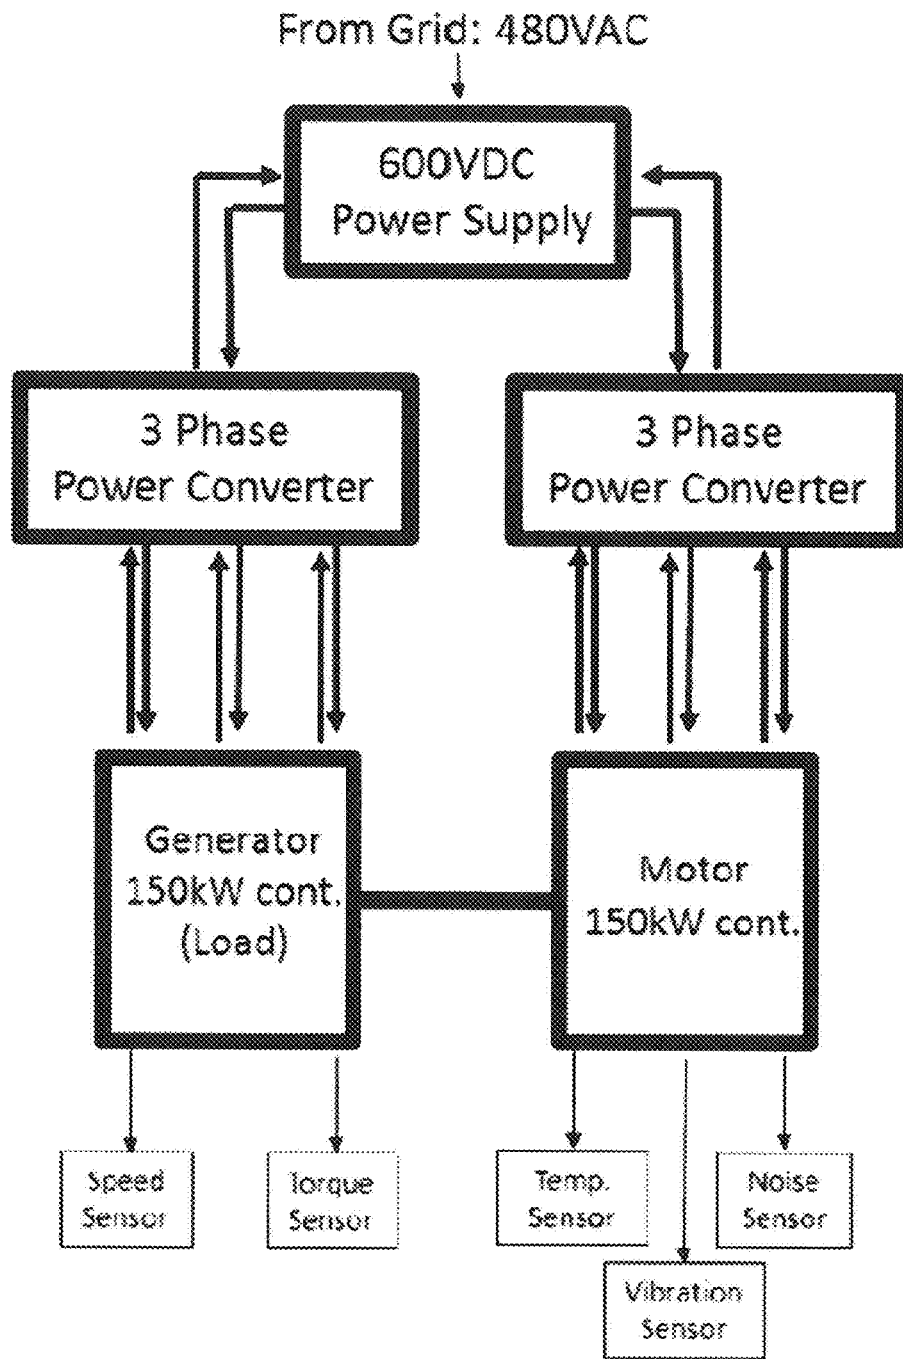 From Grid: 480VAC
600VDC
Power Supply
3 Phase
Power Converter
3 Phase
Power Converter
Generator
150kW cont.
(Load)
Motor
150kW cont.
Speed
Sensor
Torque
Sensor
Temp.
Sensor
Noise
Sensor
Vibration
Sensor